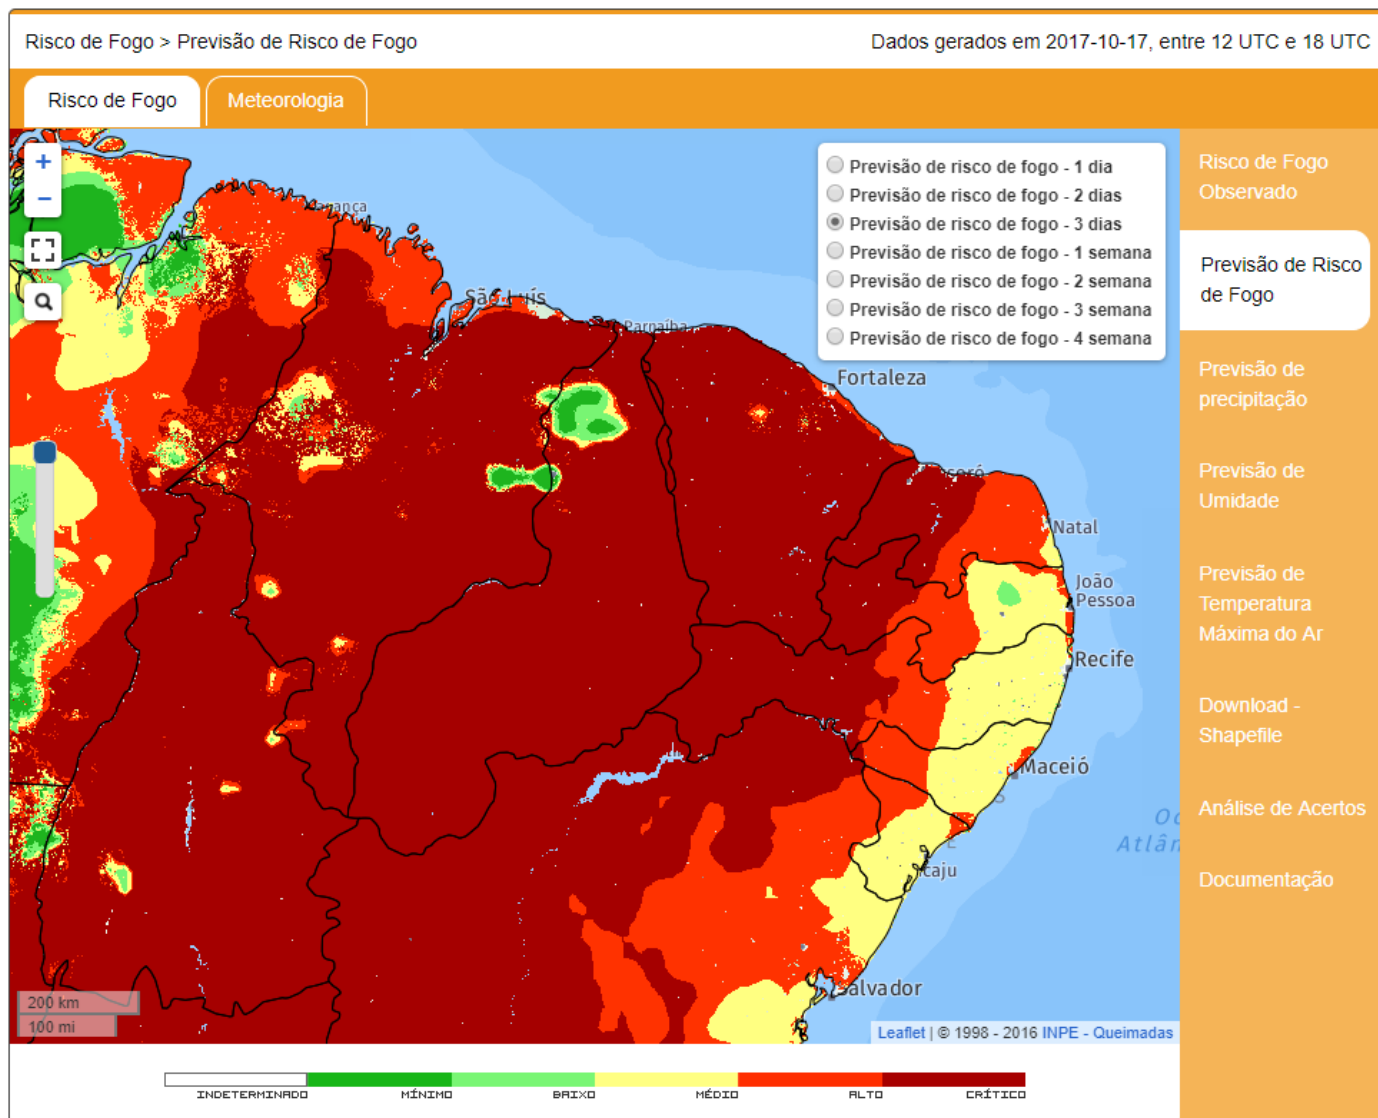 Risco de Fogo > Previsão de Risco de Fogo
Dados gerados em 2017-10-17, entre 12 UTC e 18 UTC
Risco de Fogo
Meteorologia
+
−
Previsão de risco de fogo - 1 dia
Previsão de risco de fogo - 2 dias
Previsão de risco de fogo - 3 dias
Previsão de risco de fogo - 1 semana
Previsão de risco de fogo - 2 semana
Previsão de risco de fogo - 3 semana
Previsão de risco de fogo - 4 semana
Risco de Fogo
Observado
Previsão de Risco
de Fogo
Previsão de
precipitação
Previsão de
Umidade
Previsão de
Temperatura
Máxima do Ar
Download -
Shapefile
Análise de Acertos
Documentação
São Luís
Parnaíba
Fortaleza
Natal
João
Pessoa
Recife
Maceió
S
E
caju
Oc
Atlân
Salvador
200 km
100 mi
Leaflet | © 1998 - 2016 INPE - Queimadas
INDETERMINADO
MÍNIMO
BAIXO
MÉDIO
ALTO
CRÍTICO